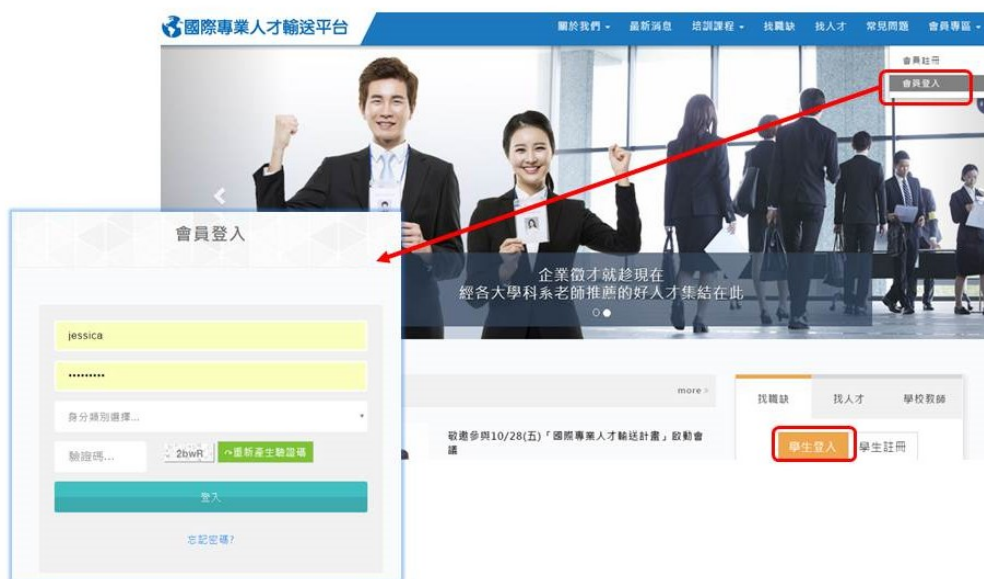 國際專業人才輸送平台
關於我們
最新消息
培訓課程
找職缺
找人才
常見問題
會員專區
會員註冊
會員登入
企業徵才就趁現在
經各大學科系老師推薦的好人才集結在此
會員登入
jessica
•••••••••
身分類別選擇...
驗證碼...
2bwR
重新產生驗證碼
登入
忘記密碼?
more »
敬邀參與10/28(五)「國際專業人才輸送計畫」啟動會
議
找職缺
找人才
學校教師
學生登入
學生註冊